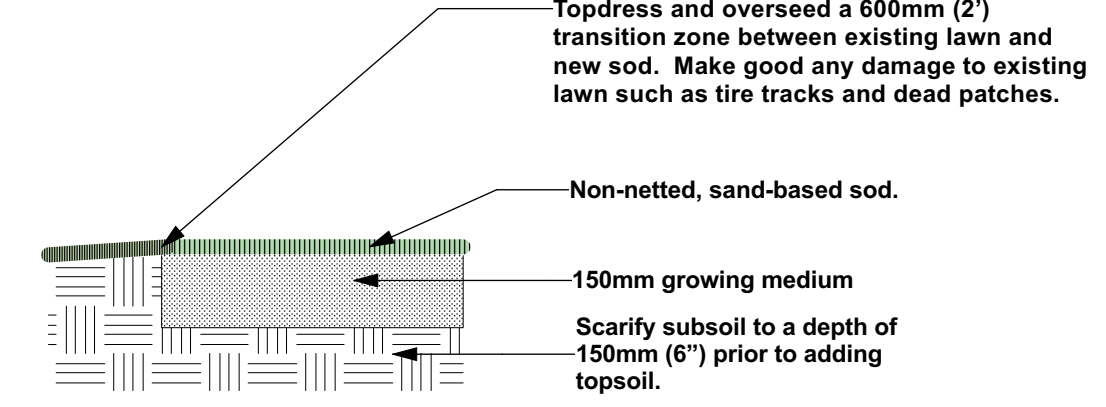 Topdress and overseed a 600mm (2’)
transition zone between existing lawn and
new sod.  Make good any damage to existing
lawn such as tire tracks and dead patches.
Non-netted, sand-based sod.
150mm growing medium
Scarify subsoil to a depth of
150mm (6”) prior to adding
topsoil.